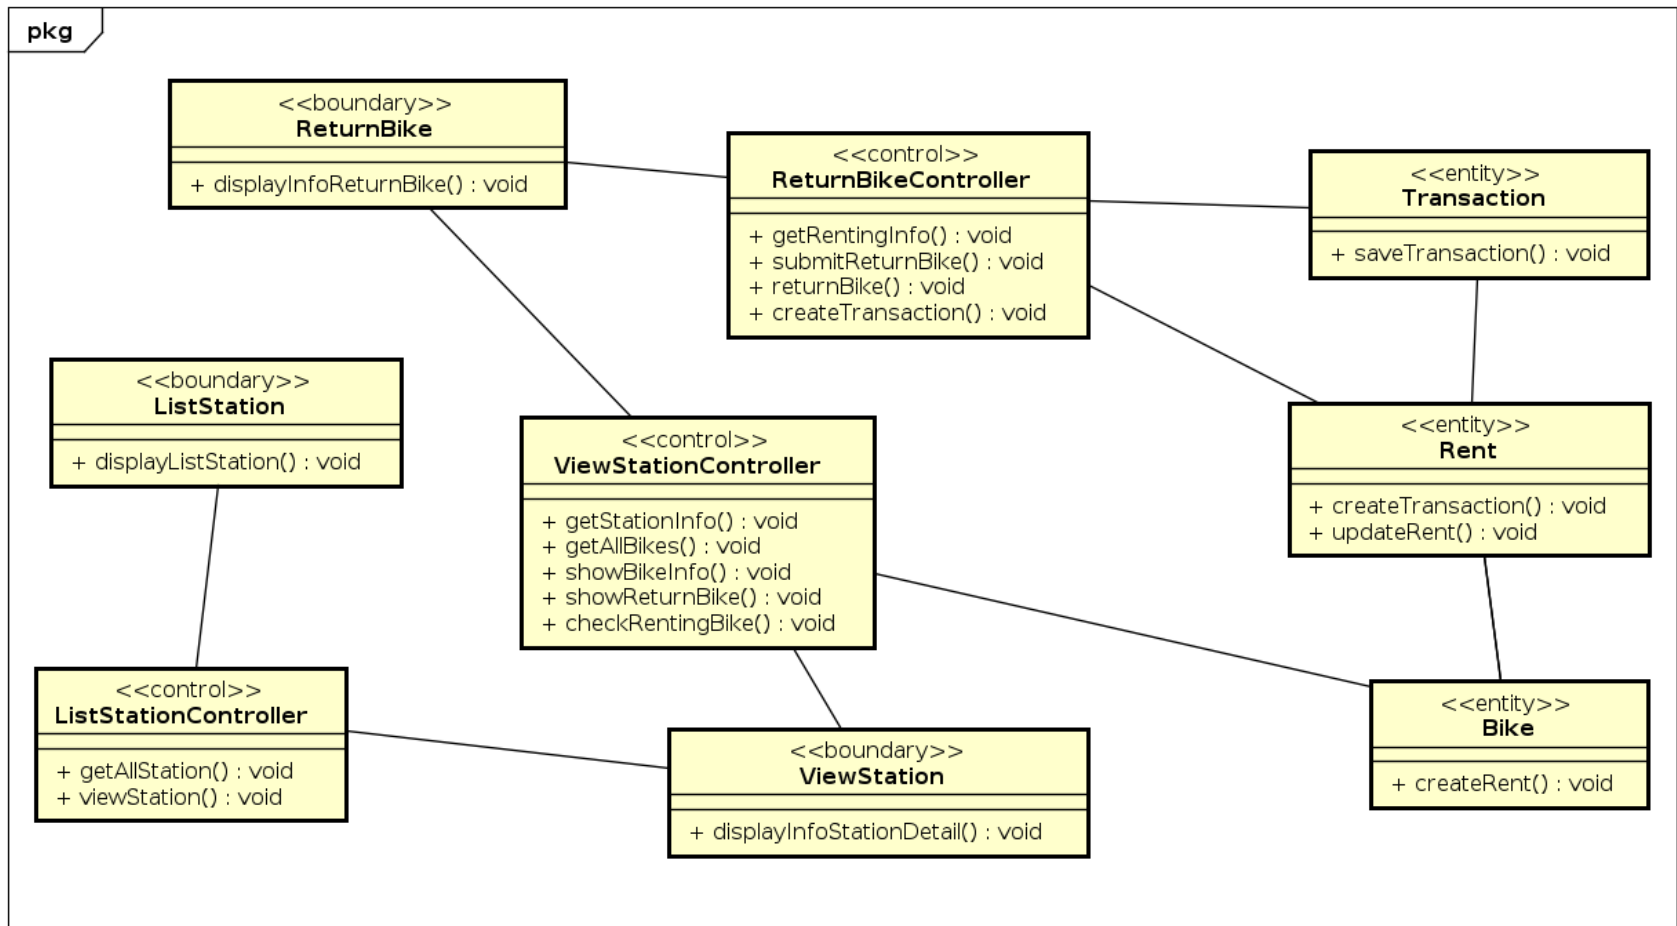 pkg
<<boundary>>
ReturnBike
+ displayInfoReturnBike() : void
<<control>>
ReturnBikeController
+ getRentingInfo() : void
+ submitReturnBike() : void
+ returnBike() : void
+ createTransaction() : void
<<entity>>
Transaction
+ saveTransaction() : void
<<boundary>>
ListStation
+ displayListStation() : void
<<control>>
ViewStationController
+ getStationInfo() : void
+ getAllBikes() : void
+ showBikeInfo() : void
+ showReturnBike() : void
+ checkRentingBike() : void
<<entity>>
Rent
+ createTransaction() : void
+ updateRent() : void
<<control>>
ListStationController
+ getAllStation() : void
+ viewStation() : void
<<boundary>>
ViewStation
+ displayInfoStationDetail() : void
<<entity>>
Bike
+ createRent() : void